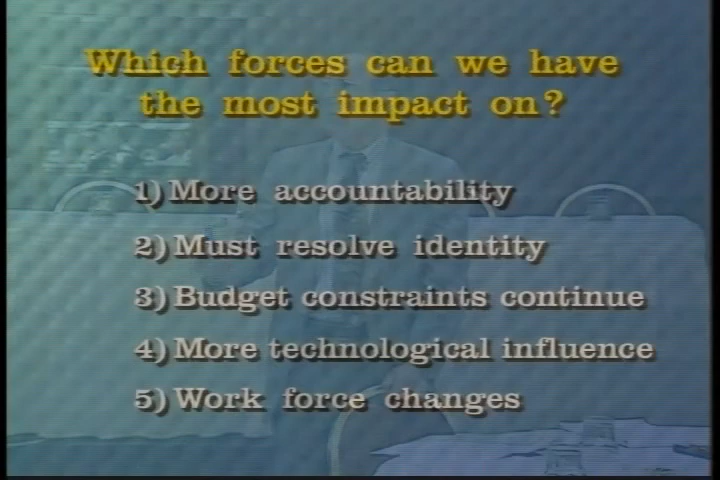 Which forces can we have
the most impact on?
1) More accountability
2) Must resolve identity
3) Budget constraints continue
4) More technological influence
5) Work force changes